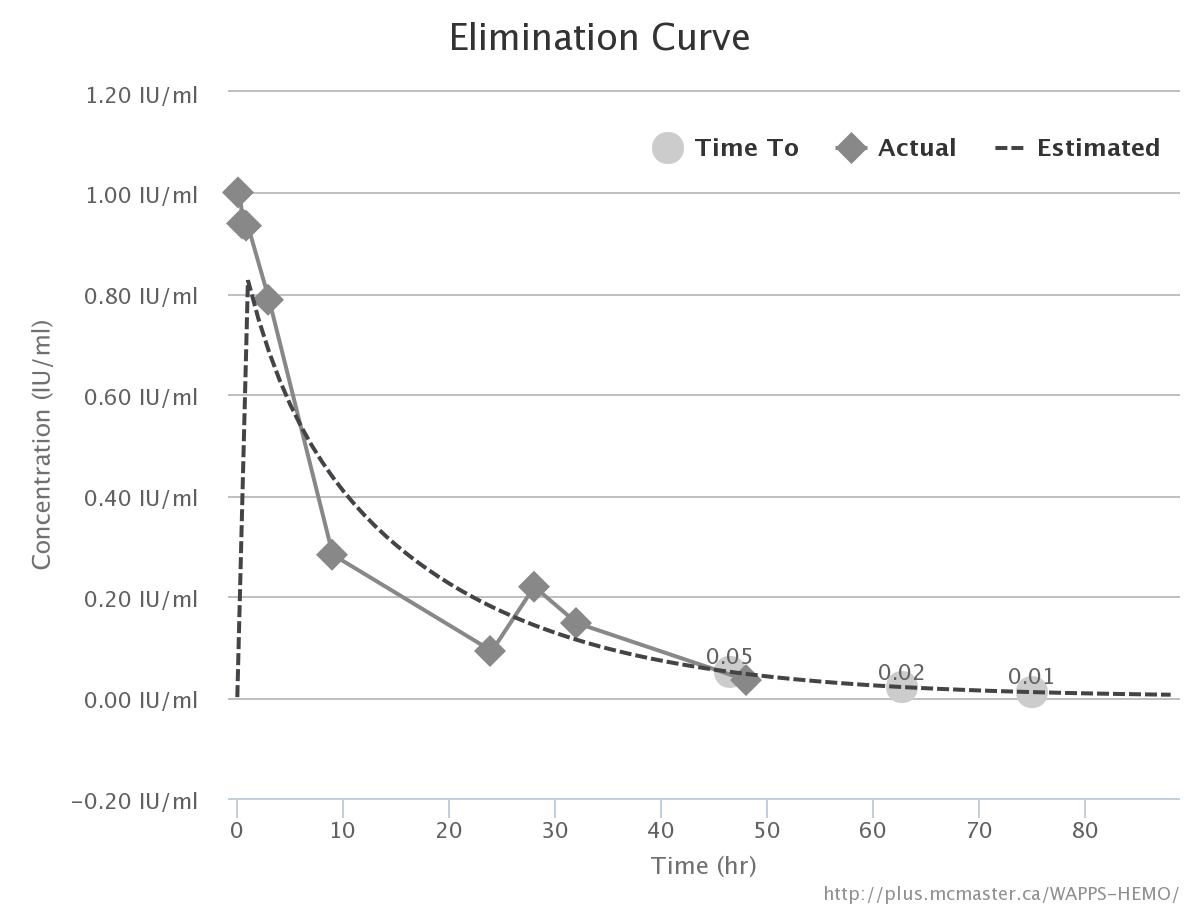 Elimination Curve
1.20 IU/ml
Time To Actual Estimated
1.00 IU/ml
0.80 IU/ml
0.60 IU/ml
0.40 IU/ml
0.20 IU/ml
0.00 IU/ml
−0.20 IU/ml
Concentration (IU/ml)
0.05 0.02 0.01
0 10 20 30 40 50 60 70 80
Time (hr)
http://plus.mcmaster.ca/WAPPS-HEMO/